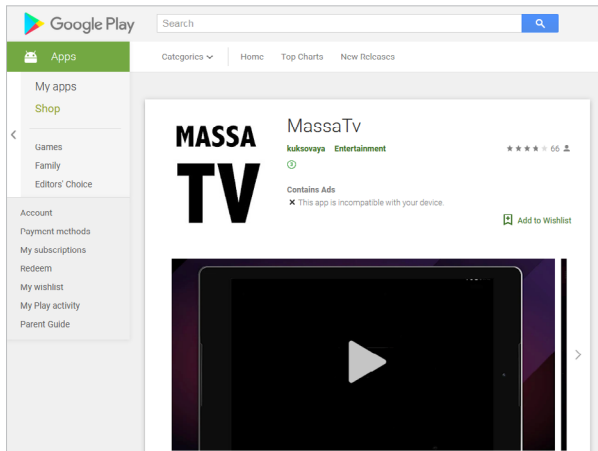 Google Play
Search
Apps
Categories
Home
Top Charts
New Releases
My apps
Shop
Games
Family
Editors' Choice
Account
Payment methods
My subscriptions
Redeem
My wishlist
My Play activity
Parent Guide
MASSA
TV
MassaTv
kuksovaya Entertainment
66
3
Contains Ads
This app is incompatible with your device.
Add to Wishlist